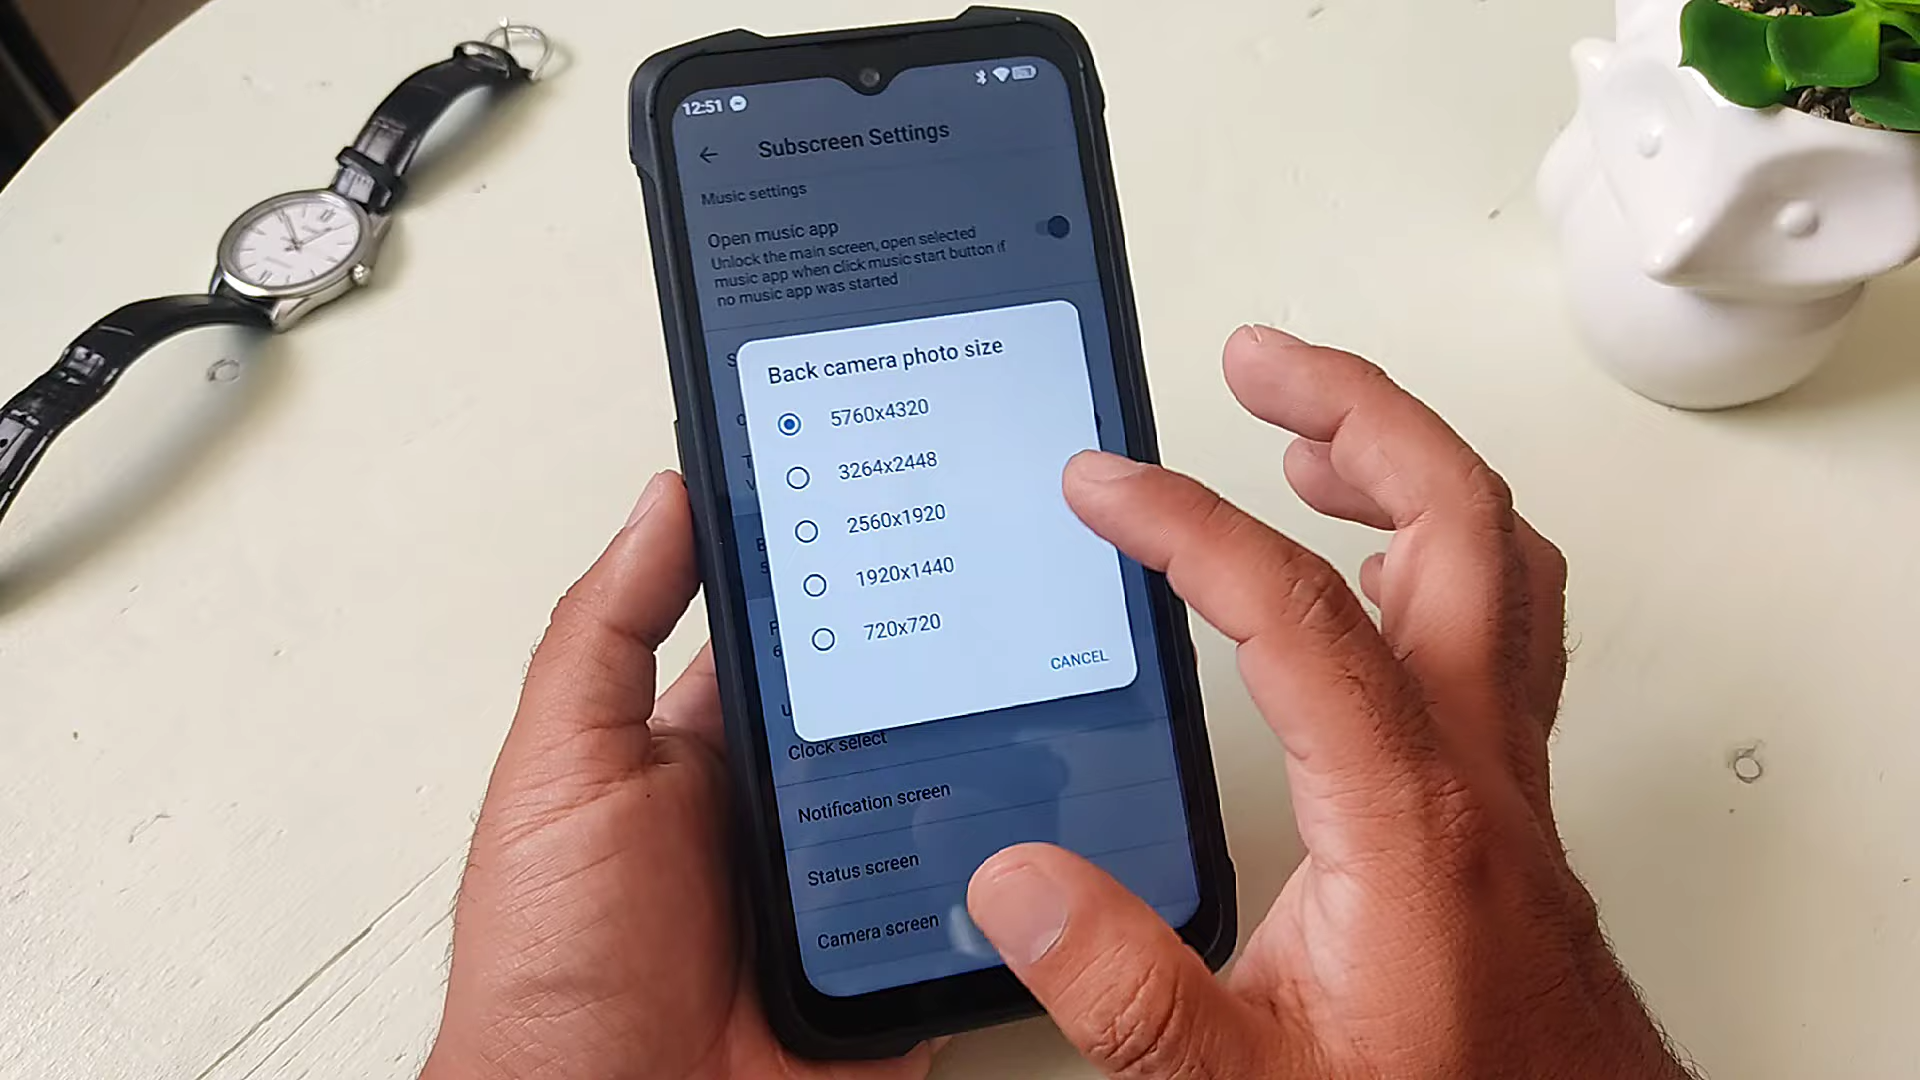 12:51
Subscreen Settings
Music settings
Open music app
Unlock the main screen, open selected
music app when click music start button if
no music app was started
Back camera photo size
5760x4320
3264x2448
2560x1920
1920x1440
720x720
CANCEL
Clock select
Notification screen
Status screen
Camera screen